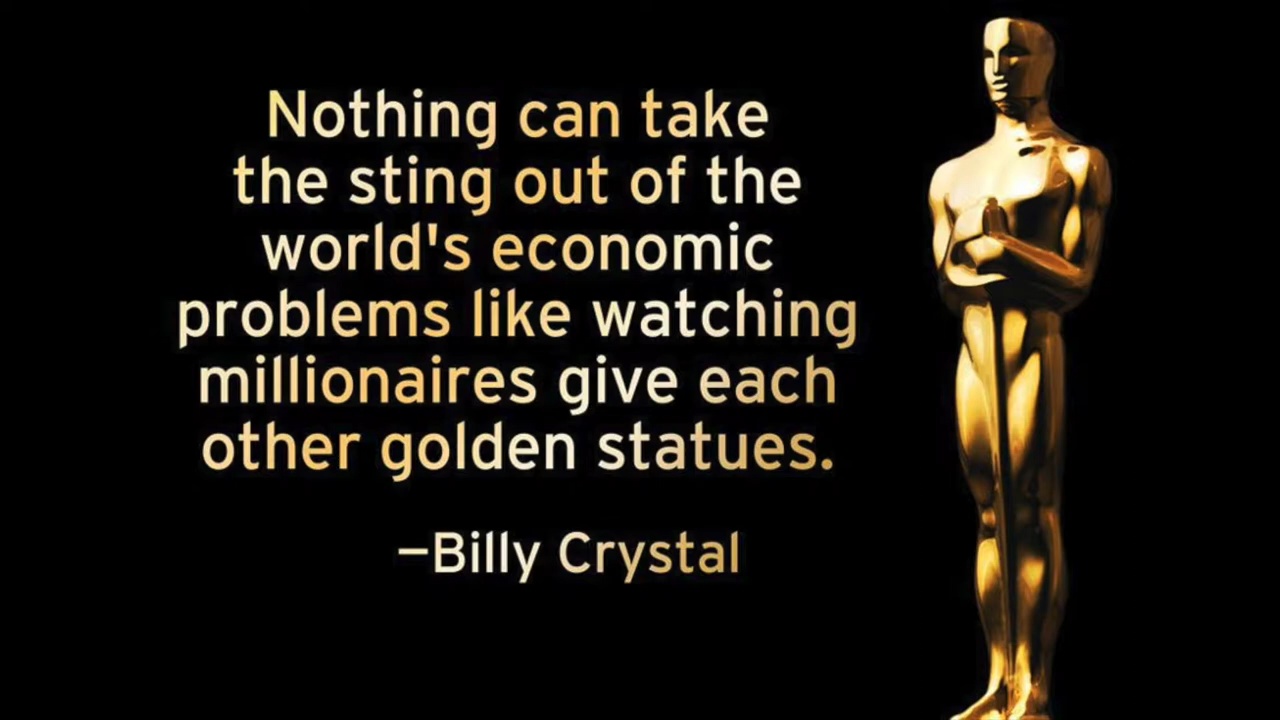 Nothing can take
the sting out of the
world's economic
problems like watching
millionaires give each
other golden statues.
—Billy Crystal